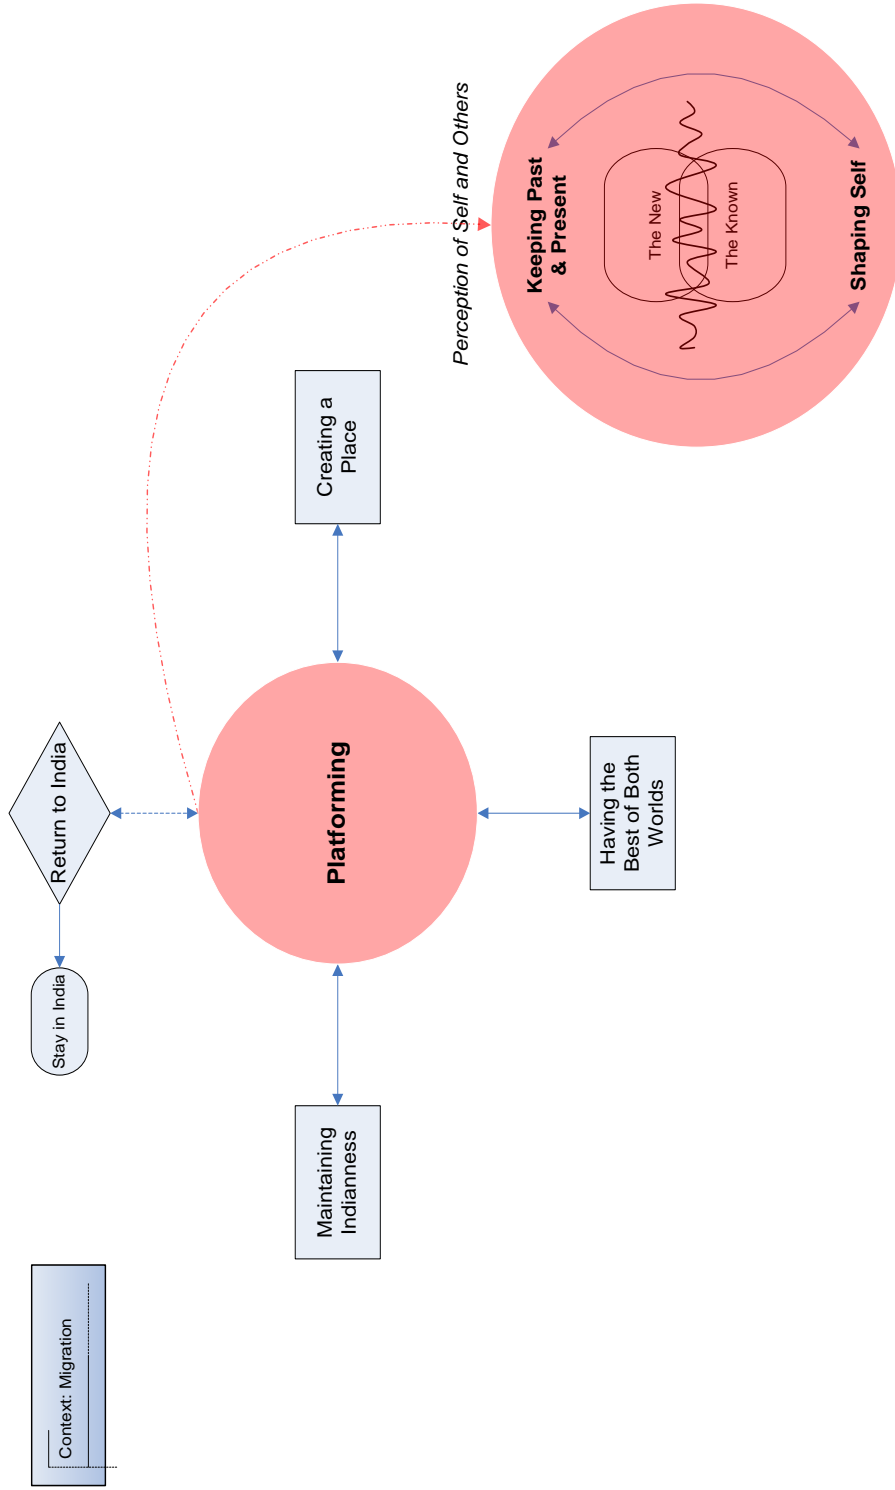 Context: Migration
Stay in India
Return to India
Maintaining
Indianness
Platforming
Creating a
Place
Having the
Best of Both
Worlds
Perception of Self and Others
Keeping Past
& Present
The New
The Known
Shaping Self